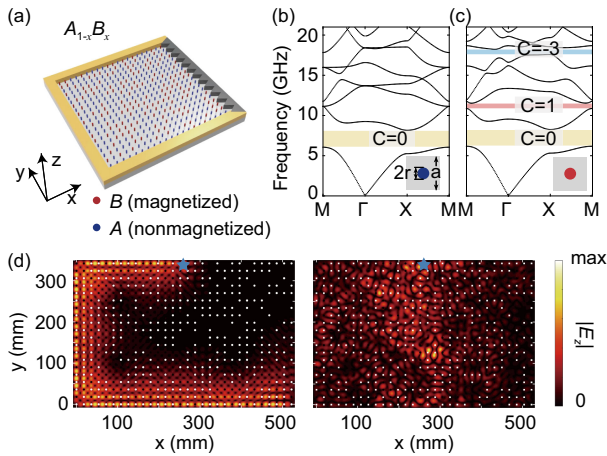 (a)
A1-xBx
z
y
x
B (magnetized)
A (nonmagnetized)
(b)
(c)
Frequency (GHz)
20
15
10
5
0
C=0
2r
a
M Γ X M
C=-3
C=1
C=0
M Γ X M
(d)
y (mm)
300
200
100
0
100 300 500
x (mm)
100 300 500
x (mm)
max
|Ez|
0